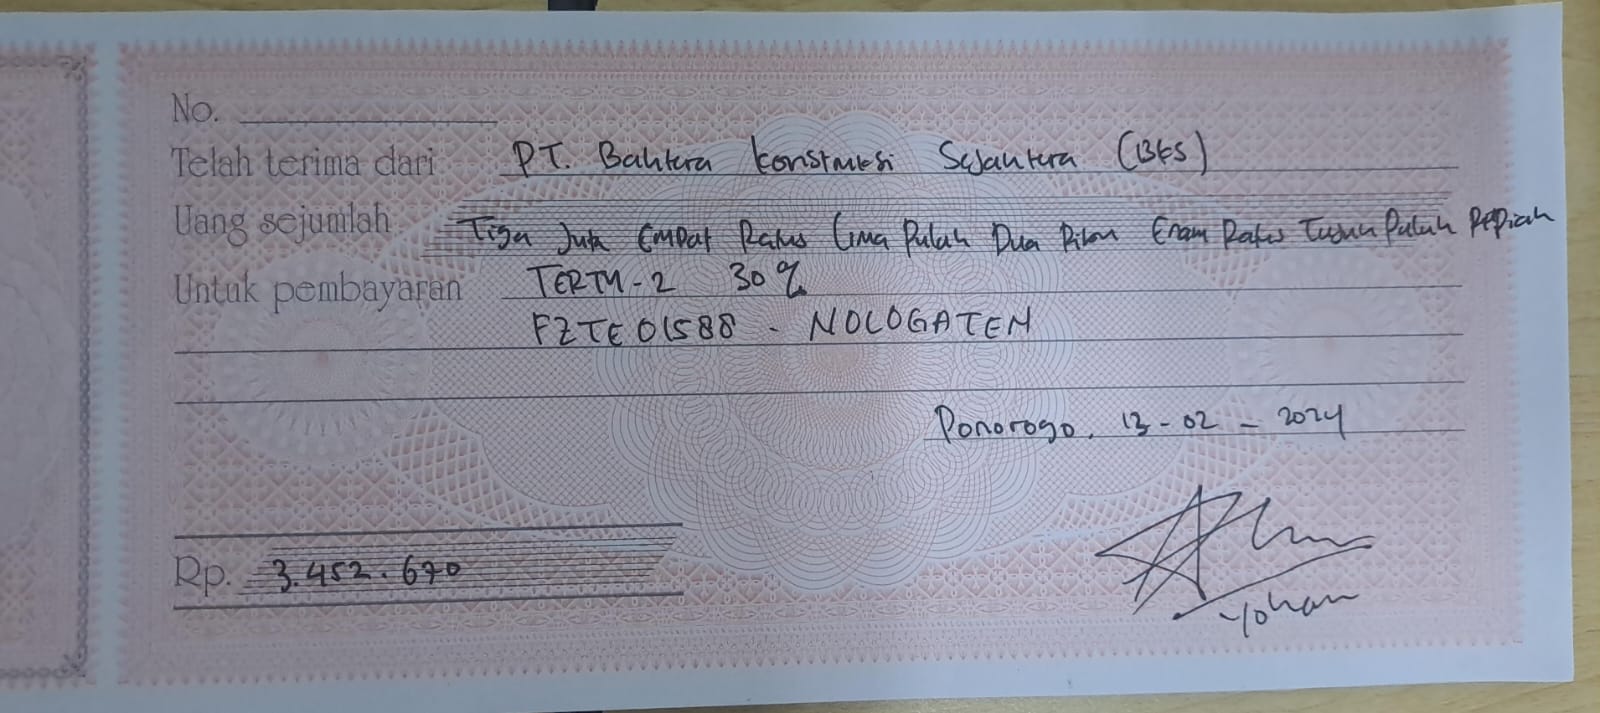 No.
Telah terima dari PT. Bahtera Konstruksi Sejahtera (BKS)
Uang sejumlah Tiga Juta Empat Ratus Lima Puluh Dua Ribu Enam Ratus Tujuh Puluh Rupiah
Untuk pembayaran TERM-2 30%
FZTE01588 - NOLOGATEN
Ponorogo, 13-02-2024
Rp. 3.452.670
Yohan